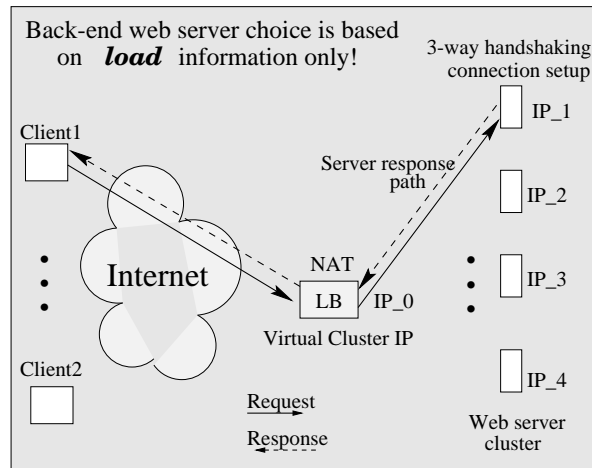 Back-end web server choice is based
on load information only!
3-way handshaking
connection setup
Client1
IP_1
Server response
path
IP_2
Internet
NAT
LB
IP_0
IP_3
Virtual Cluster IP
Client2
IP_4
Request
Response
Web server
cluster